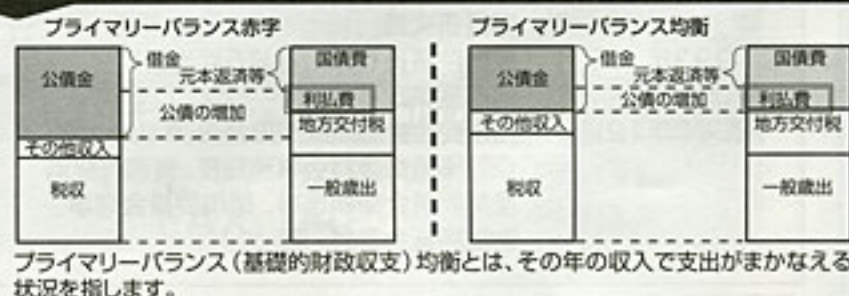 プライマリーバランス赤字
公債金
借金
元本返済等
国債費
利払費
公債の増加
地方交付税
その他収入
税収
一般歳出
プライマリーバランス均衡
公債金
借金
元本返済等
国債費
利払費
公債の増加
その他収入
地方交付税
税収
一般歳出
プライマリーバランス(基礎的財政収支)均衡とは、その年の収入で支出がまかなえる
状況を指します。